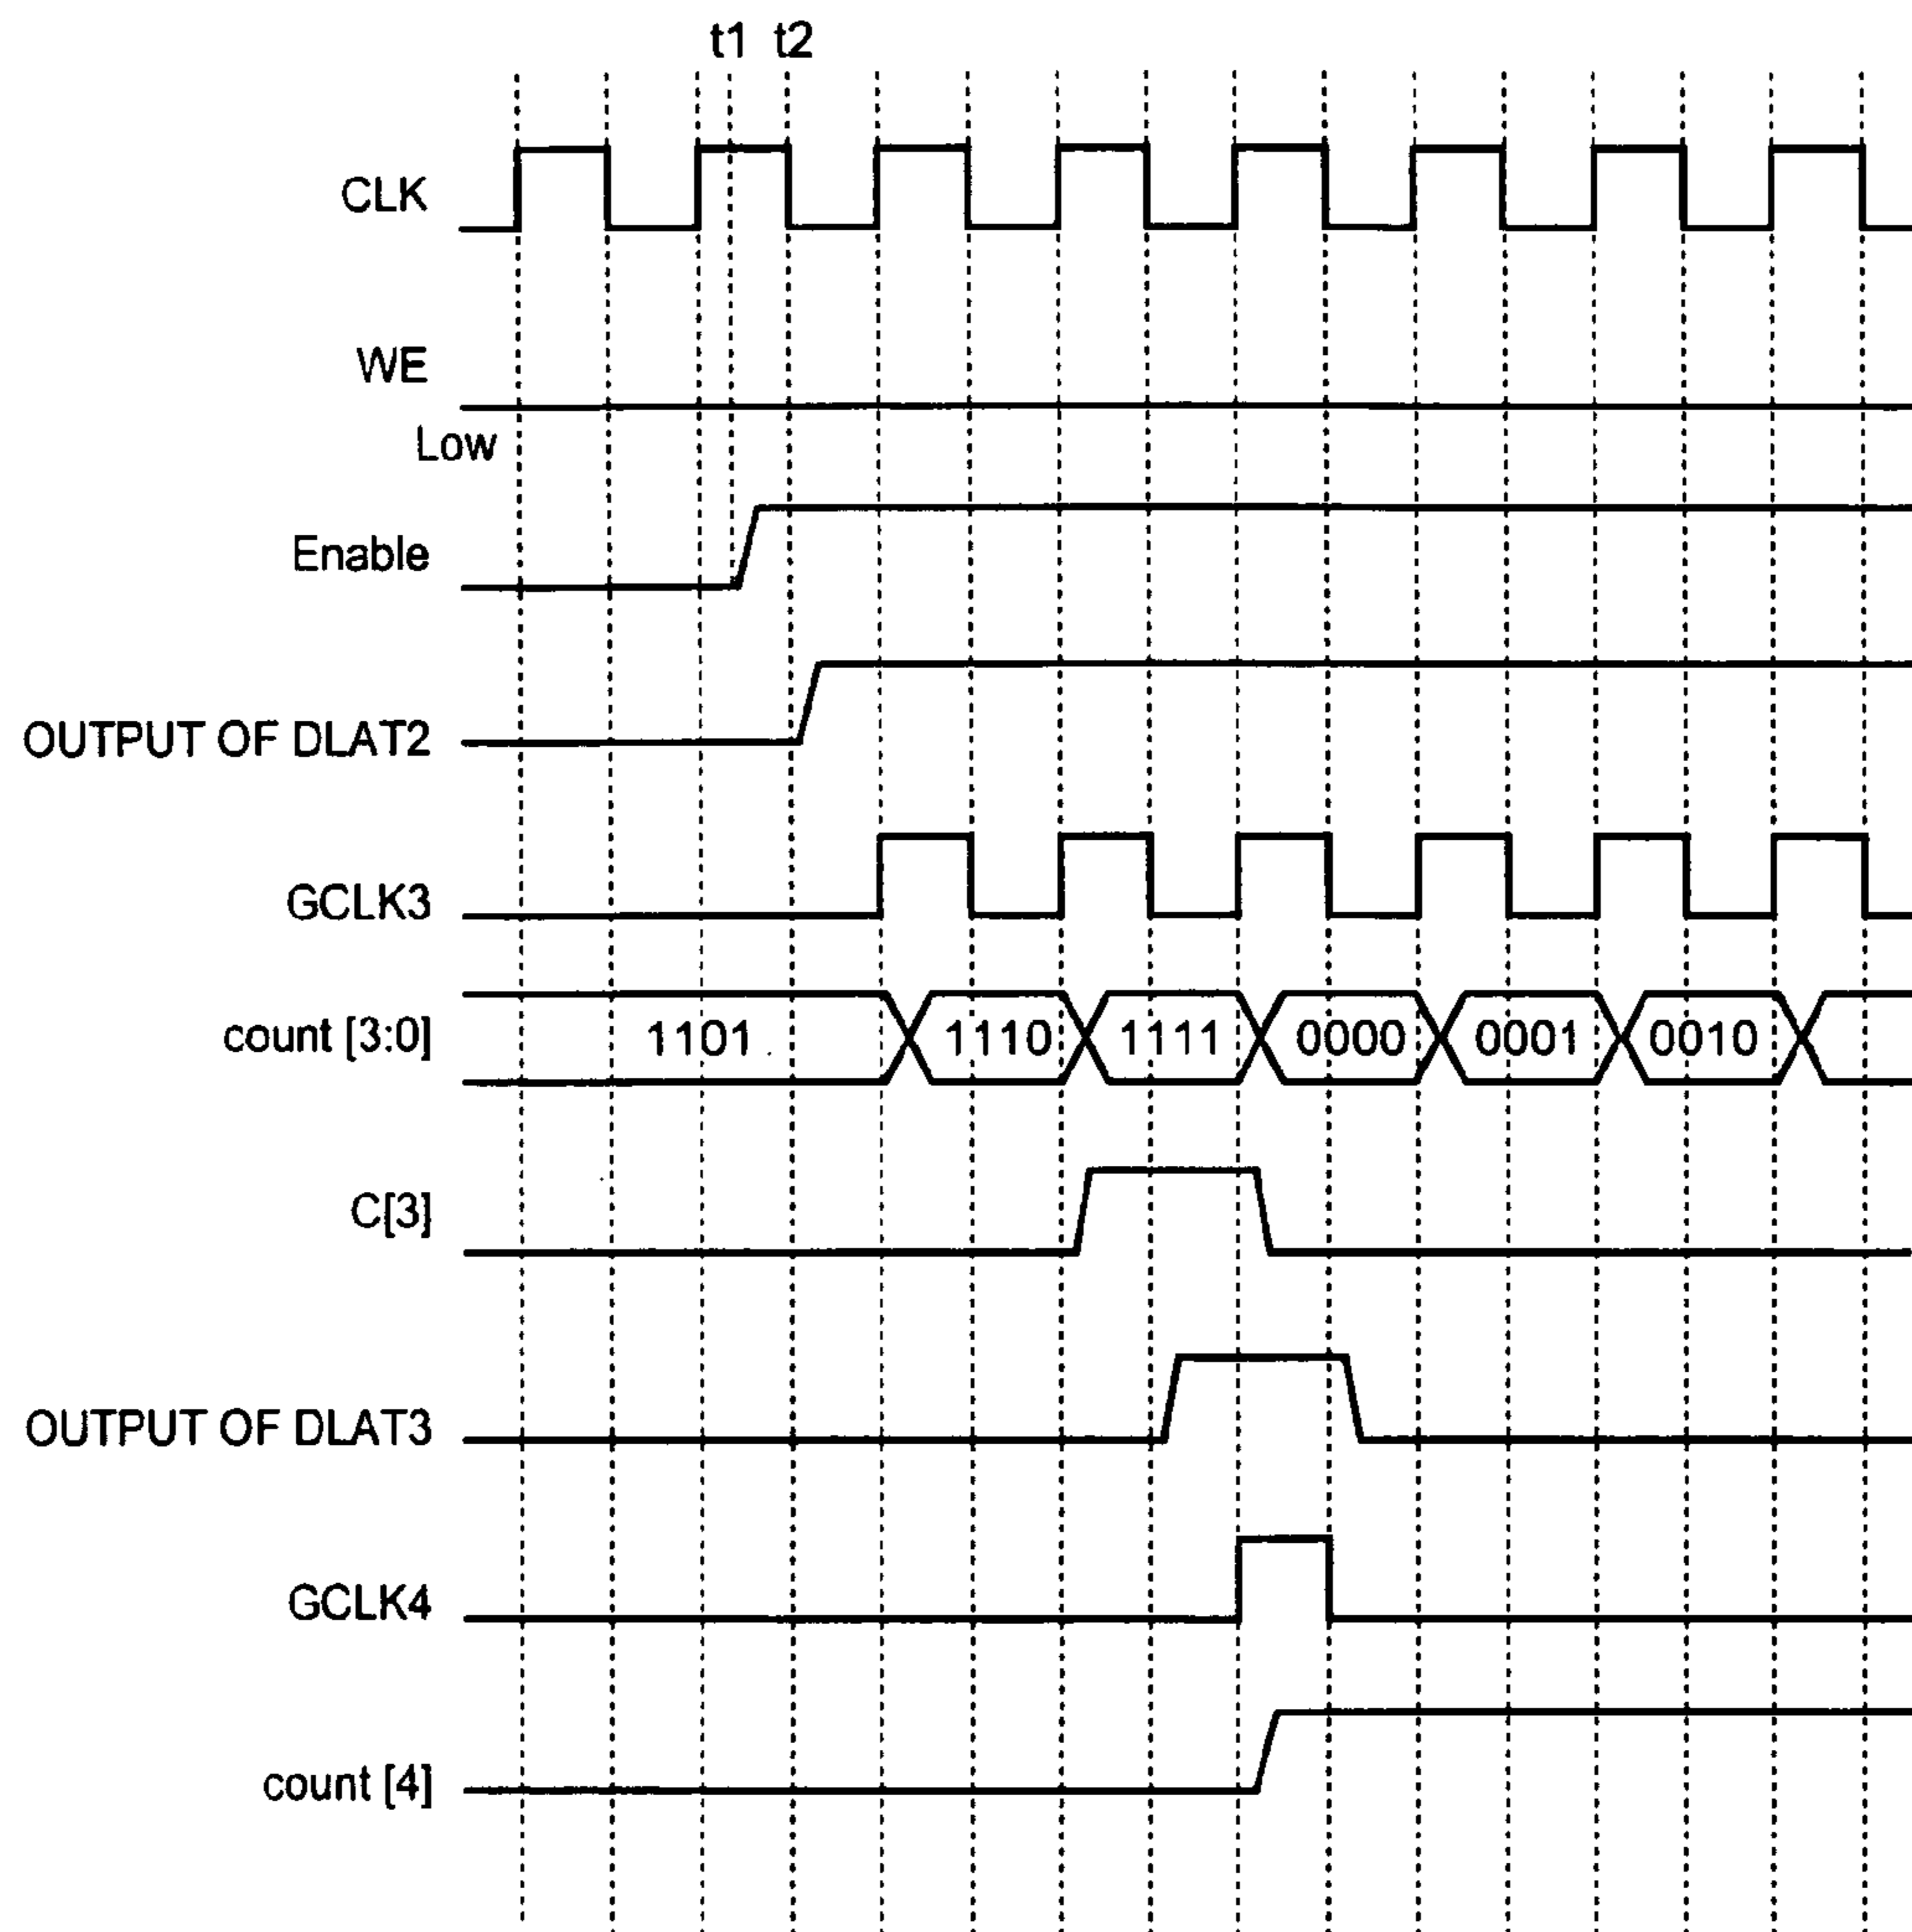 t1 t2
CLK
WE
Low
Enable
OUTPUT OF DLAT2
GCLK3
count [3:0]
1101 1110 1111 0000 0001 0010
C[3]
OUTPUT OF DLAT3
GCLK4
count [4]